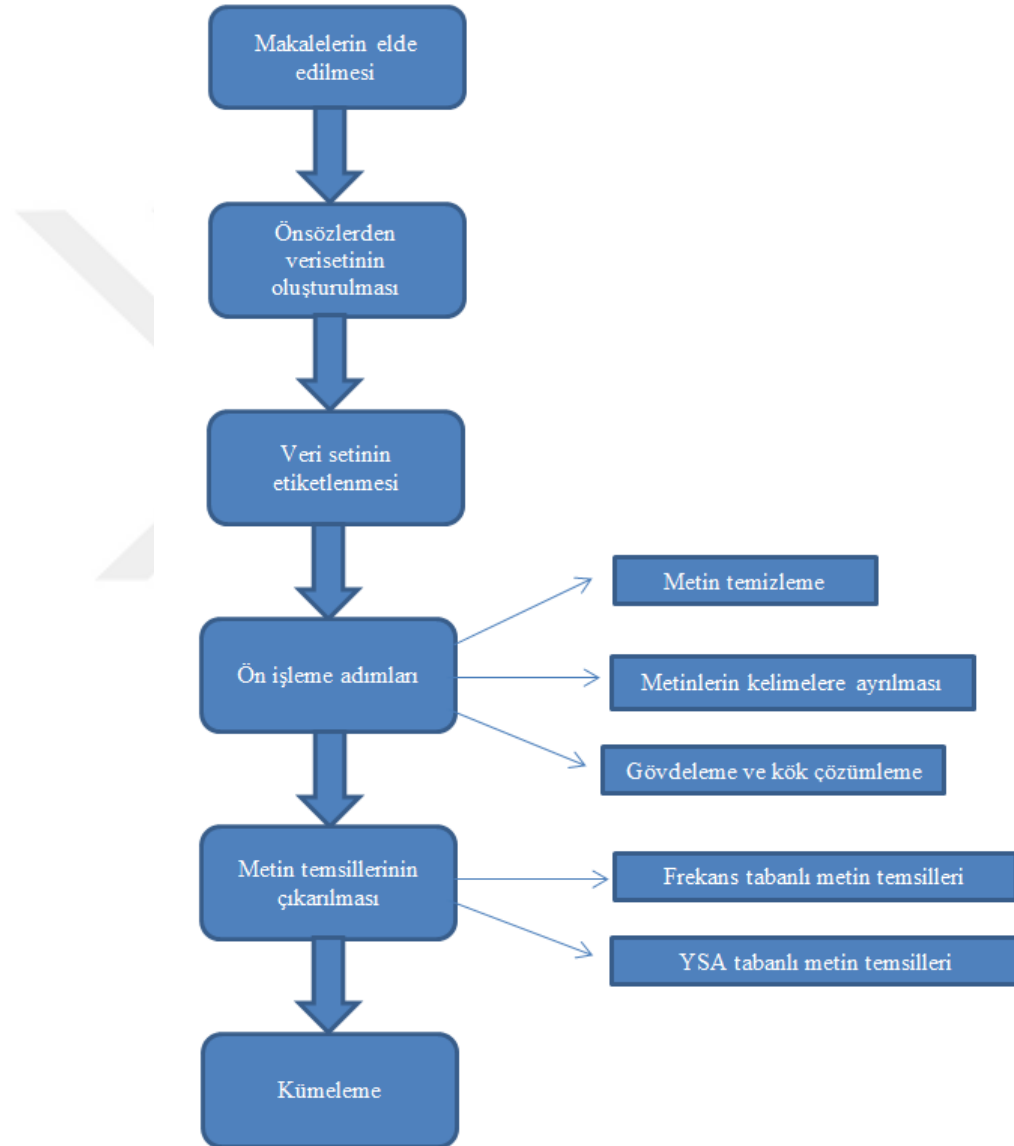 Makalelerin elde
edilmesi
Önsözlerden
verisetinin
oluşturulması
Veri setinin
etiketlenmesi
Ön işleme adımları
Metin temizleme
Metinlerin kelimelere ayrılması
Gövdeleme ve kök çözümleme
Metin temsillerinin
çıkarılması
Frekans tabanlı metin temsilleri
YSA tabanlı metin temsilleri
Kümeleme